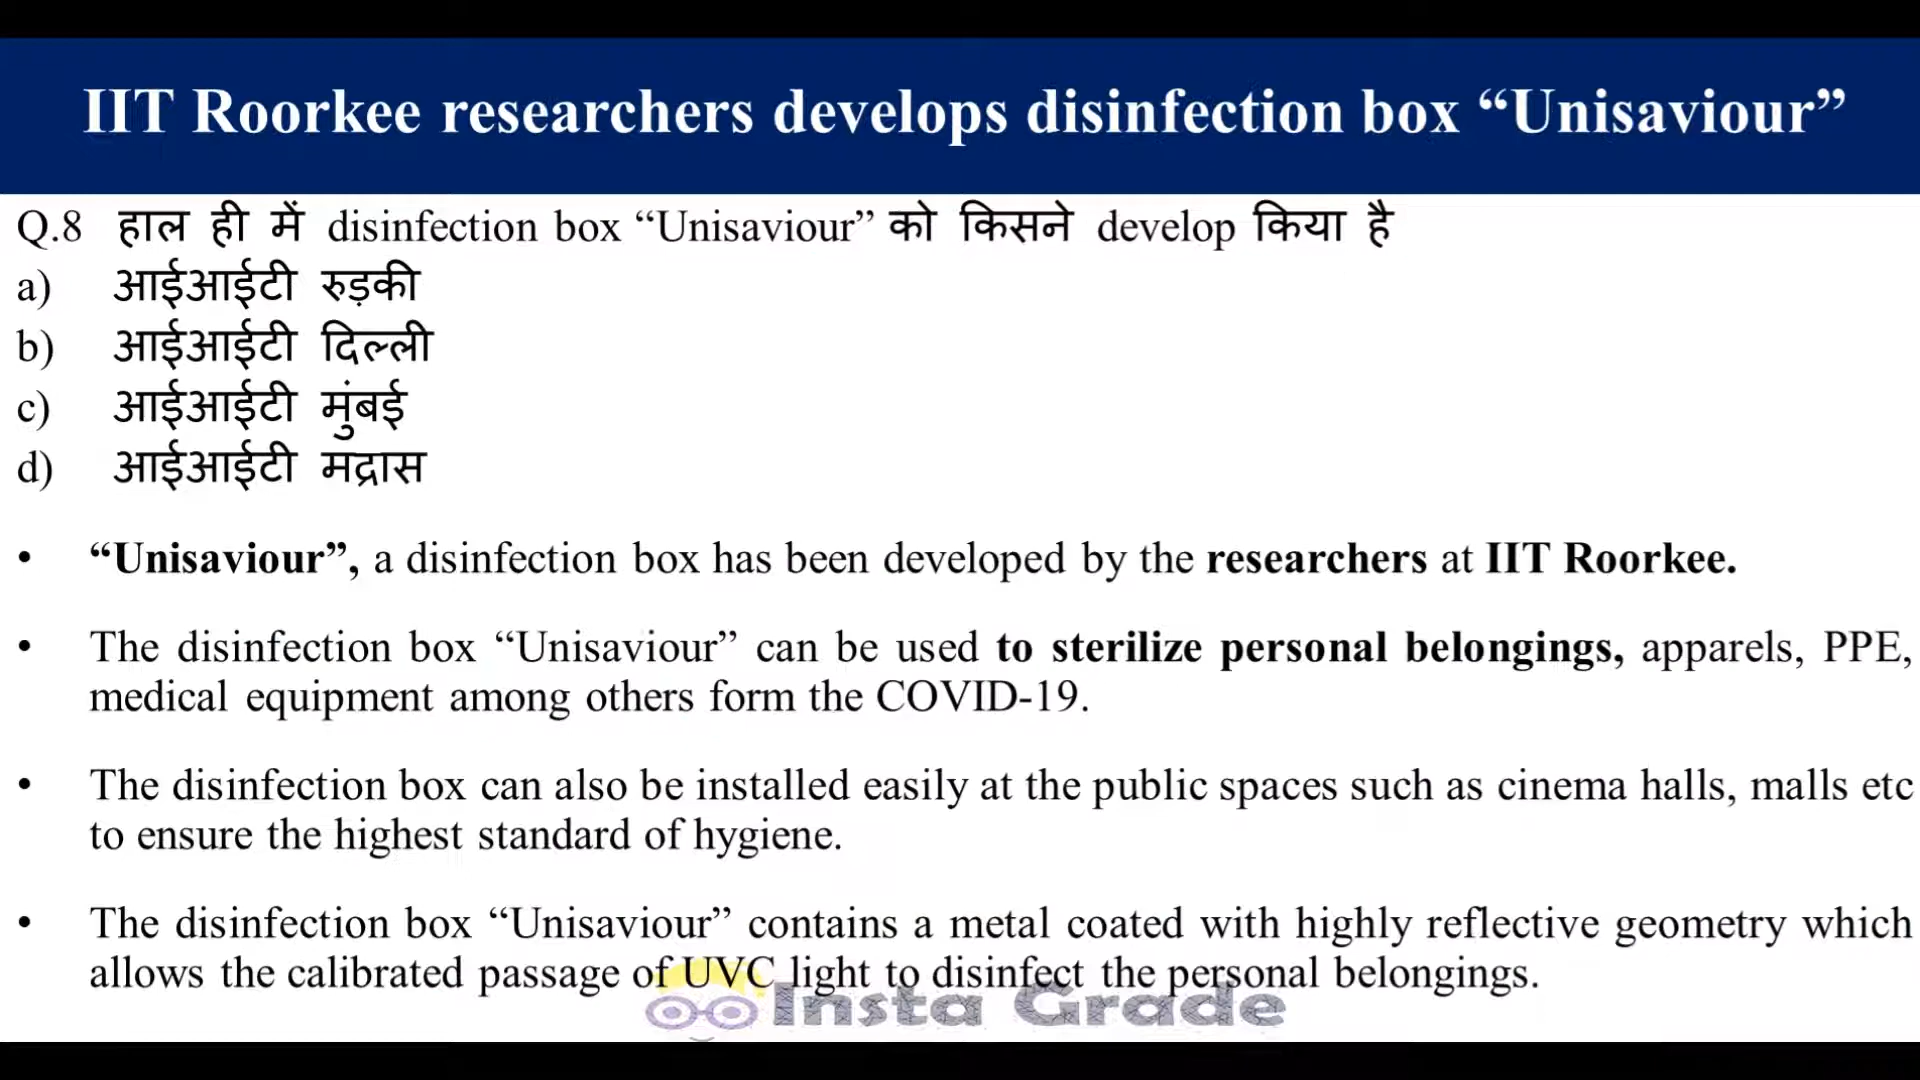 IIT Roorkee researchers develops disinfection box “Unisaviour”
Q.8 हाल ही में disinfection box “Unisaviour” को किसने develop किया है
a) आईआईटी रुड़की
b) आईआईटी दिल्ली
c) आईआईटी मुंबई
d) आईआईटी मद्रास
• “Unisaviour”, a disinfection box has been developed by the researchers at IIT Roorkee.
• The disinfection box “Unisaviour” can be used to sterilize personal belongings, apparels, PPE,
medical equipment among others form the COVID-19.
• The disinfection box can also be installed easily at the public spaces such as cinema halls, malls etc
to ensure the highest standard of hygiene.
• The disinfection box “Unisaviour” contains a metal coated with highly reflective geometry which
allows the calibrated passage of UVC light to disinfect the personal belongings.
Insta Grade